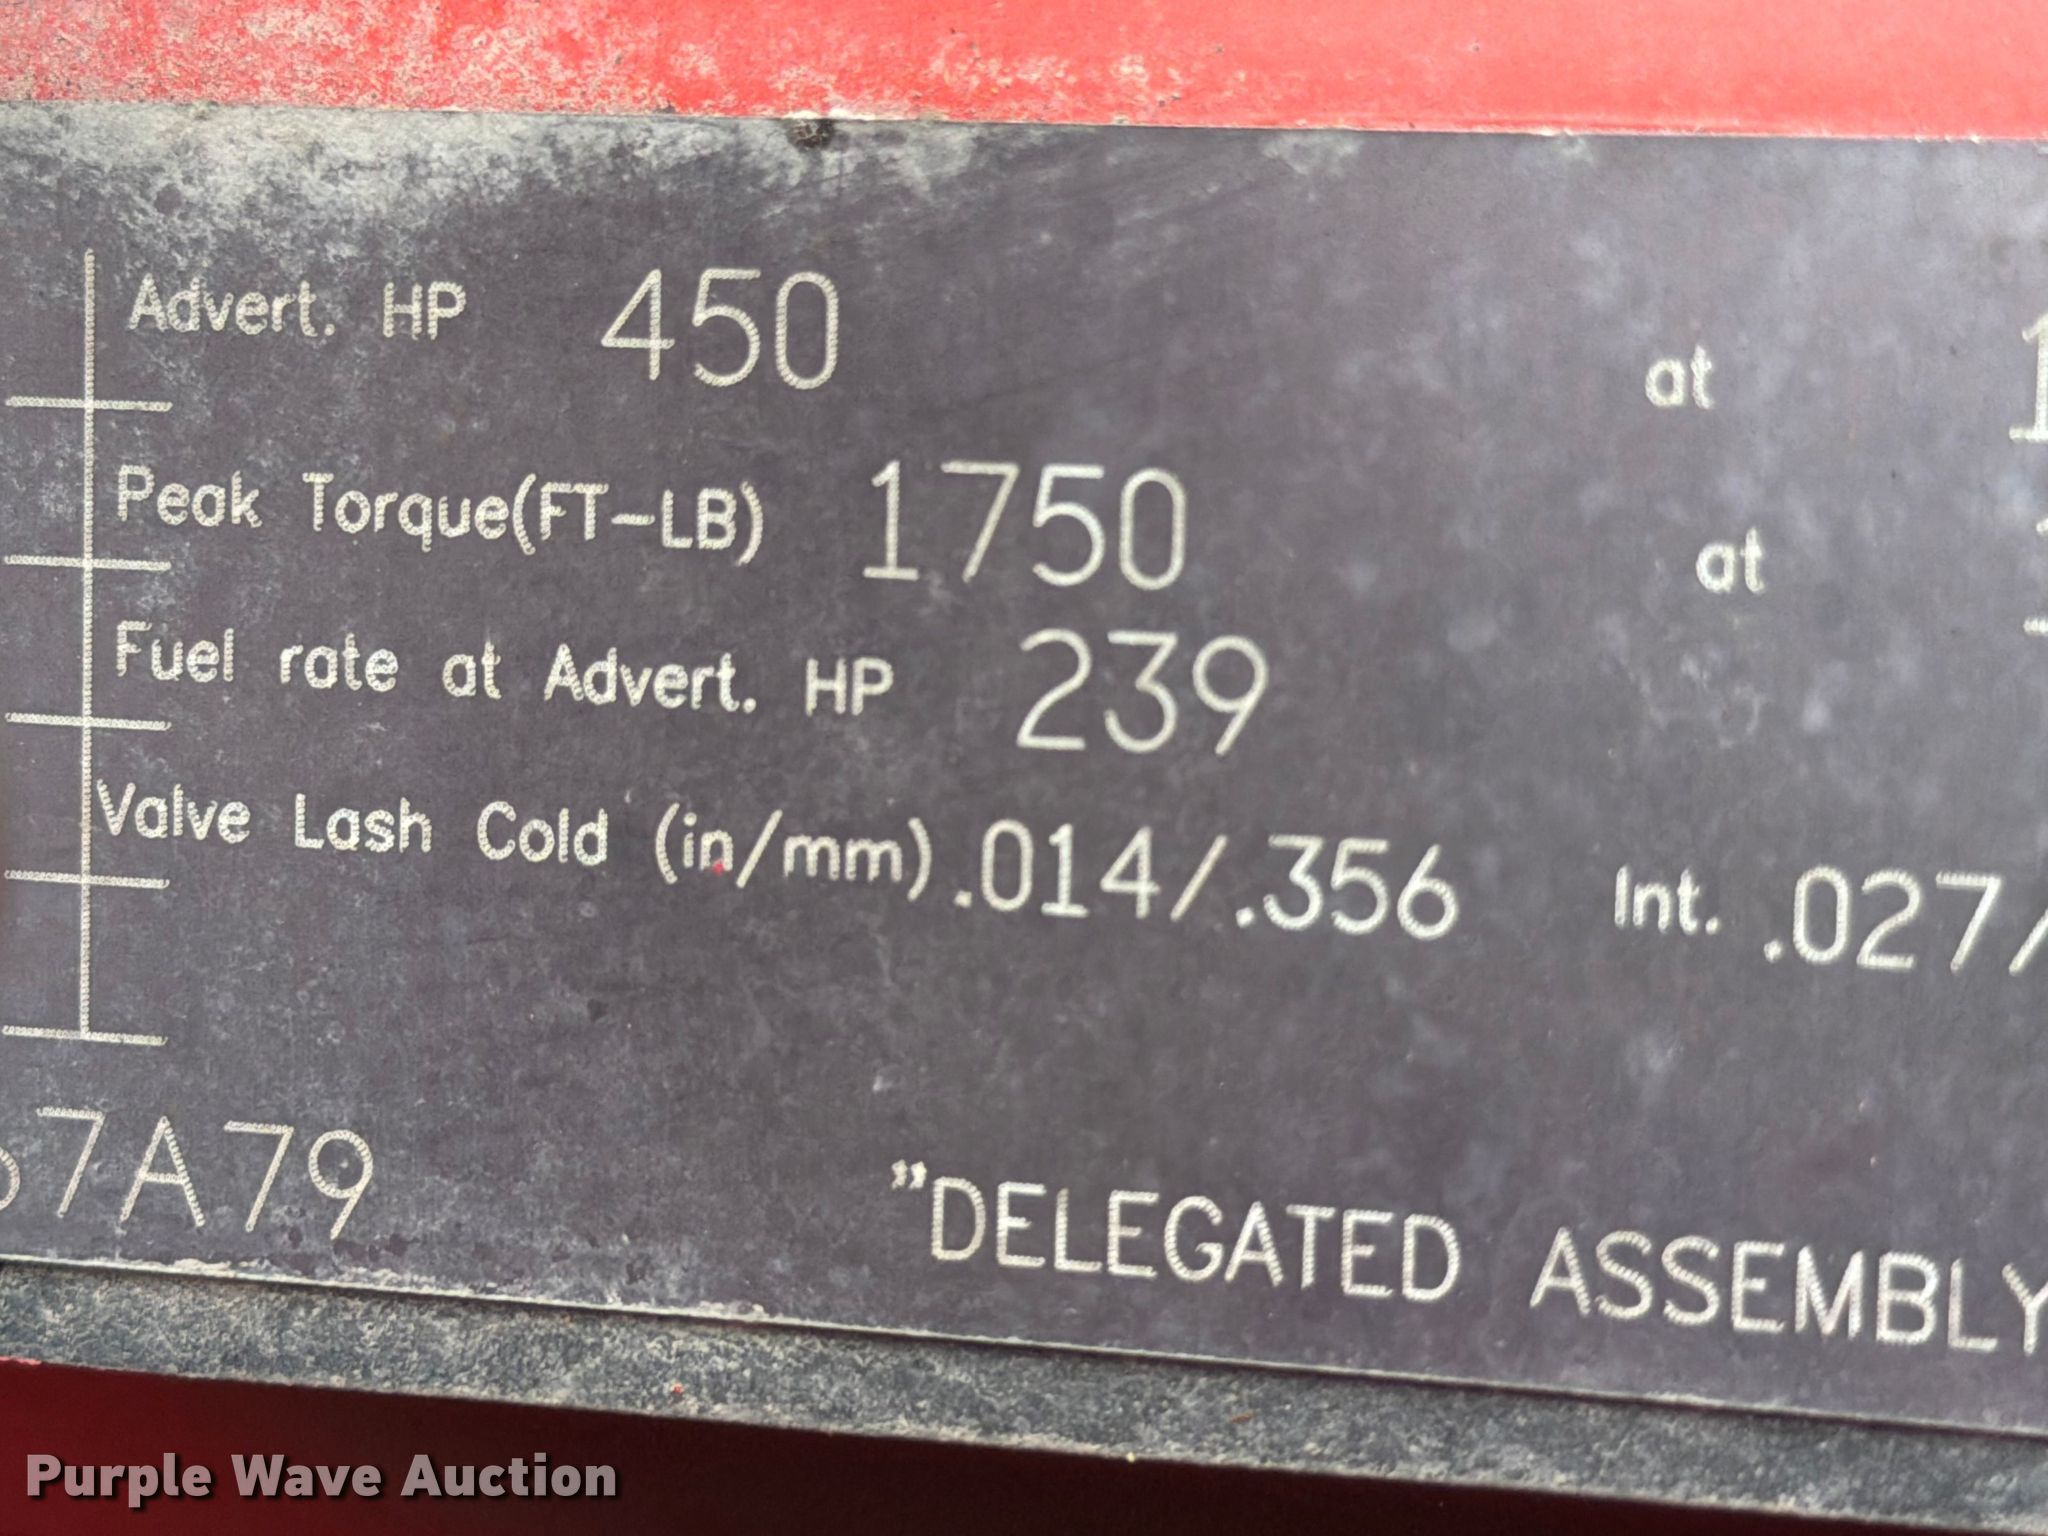 Advert. HP 450 at 1
Peak Torque(FT-LB) 1750 at
Fuel rate at Advert. HP 239
Valve Lash Cold (in/mm) .014/.356 Int. .027/
7A79
"DELEGATED ASSEMBLY
Purple Wave Auction